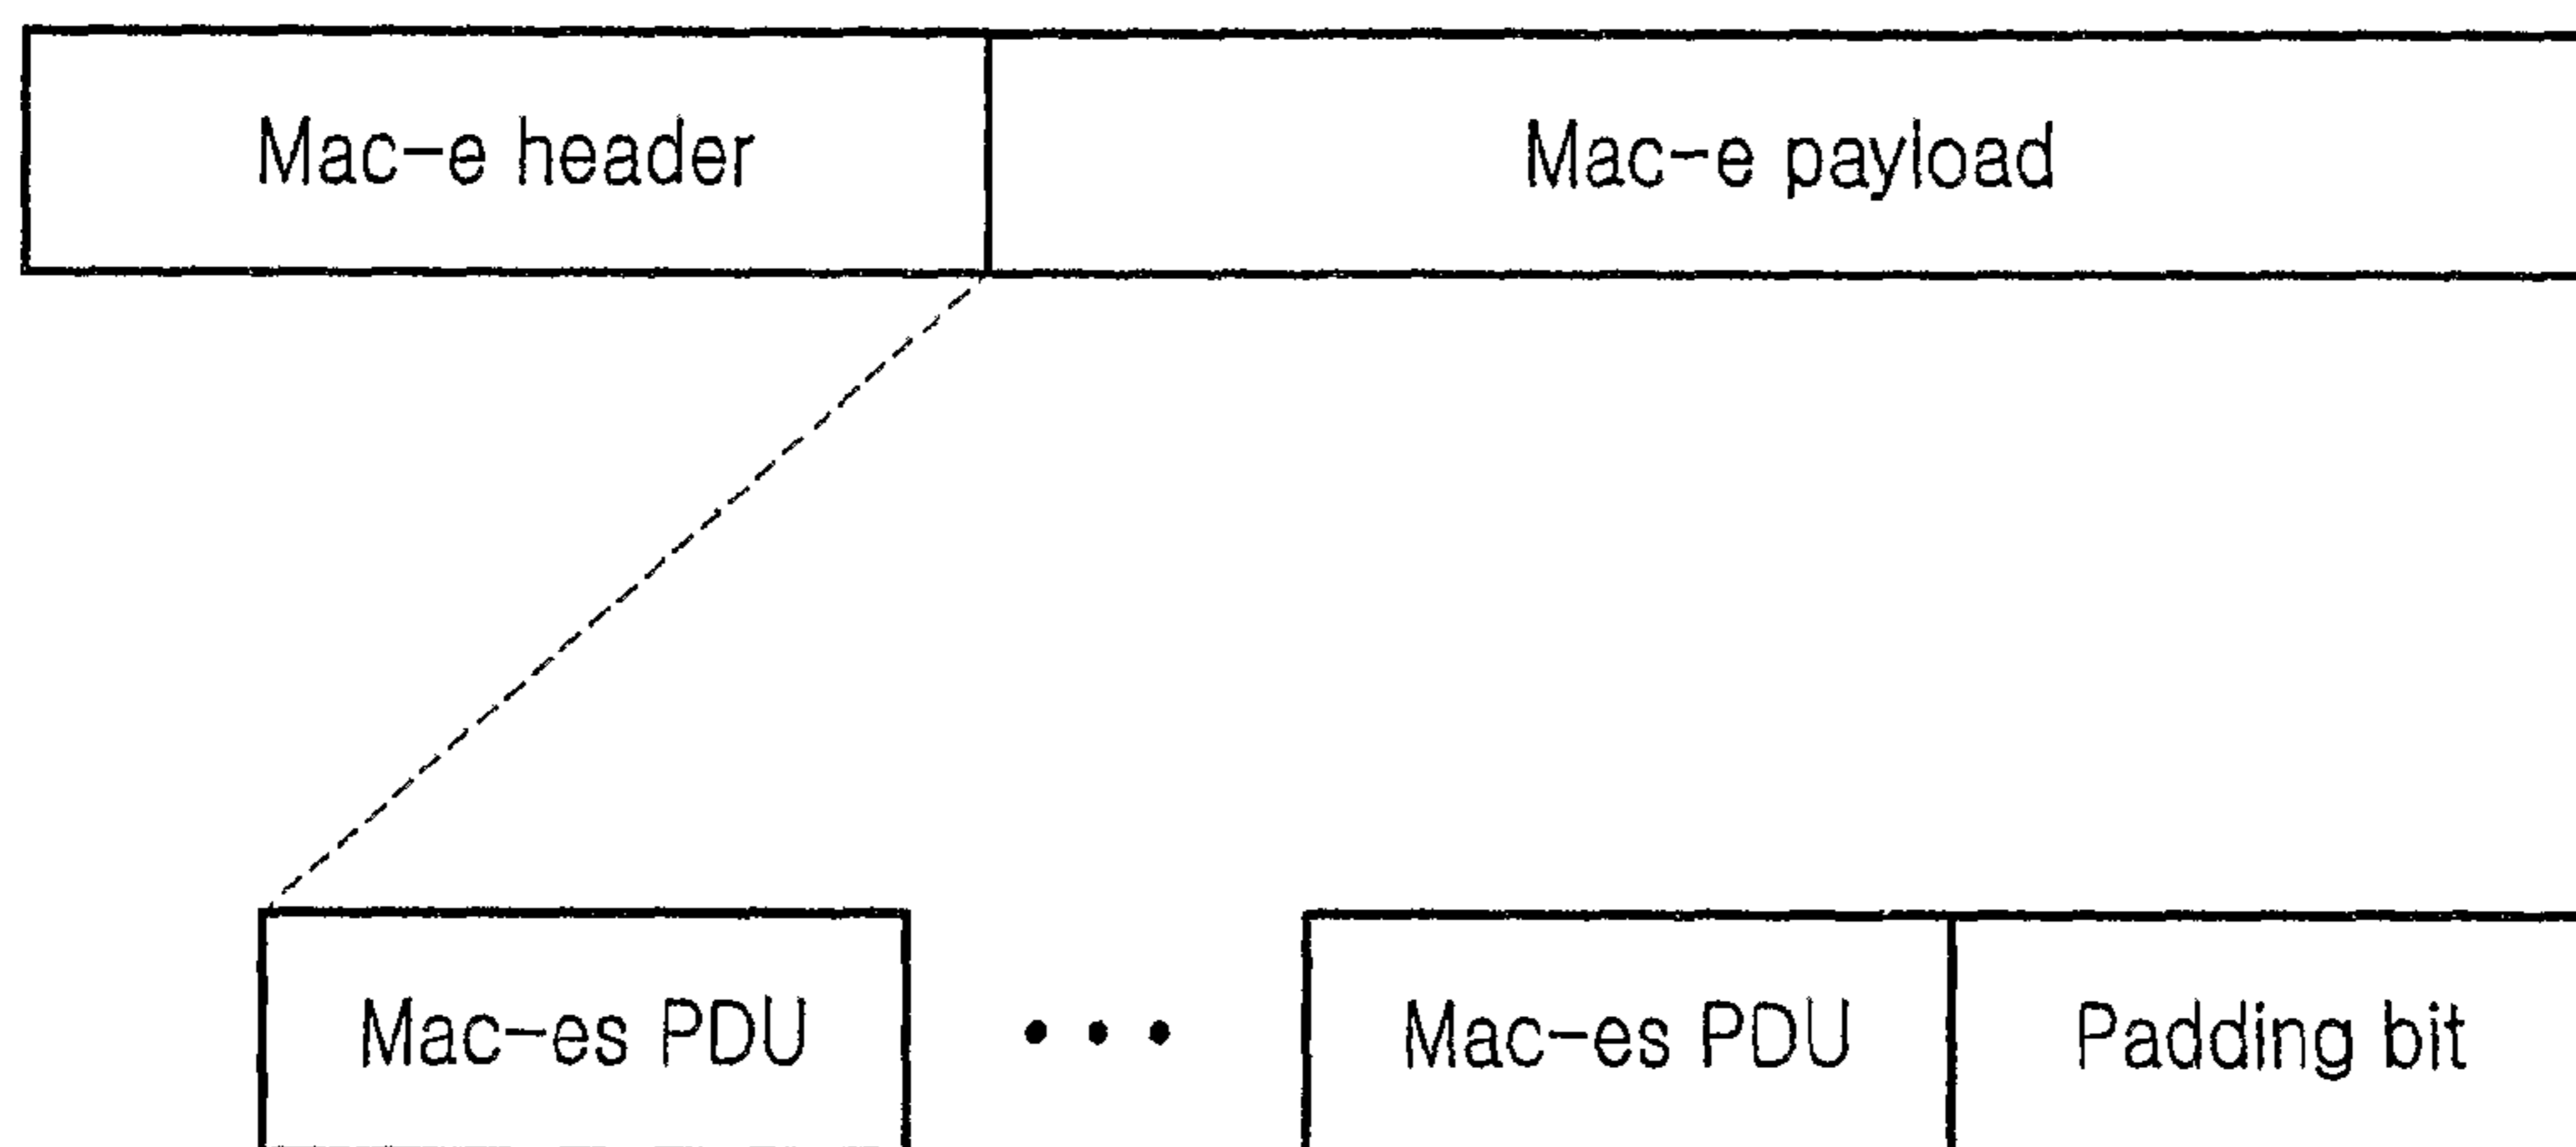 Mac-e header
Mac-e payload
Mac-es PDU
• • •
Mac-es PDU
Padding bit